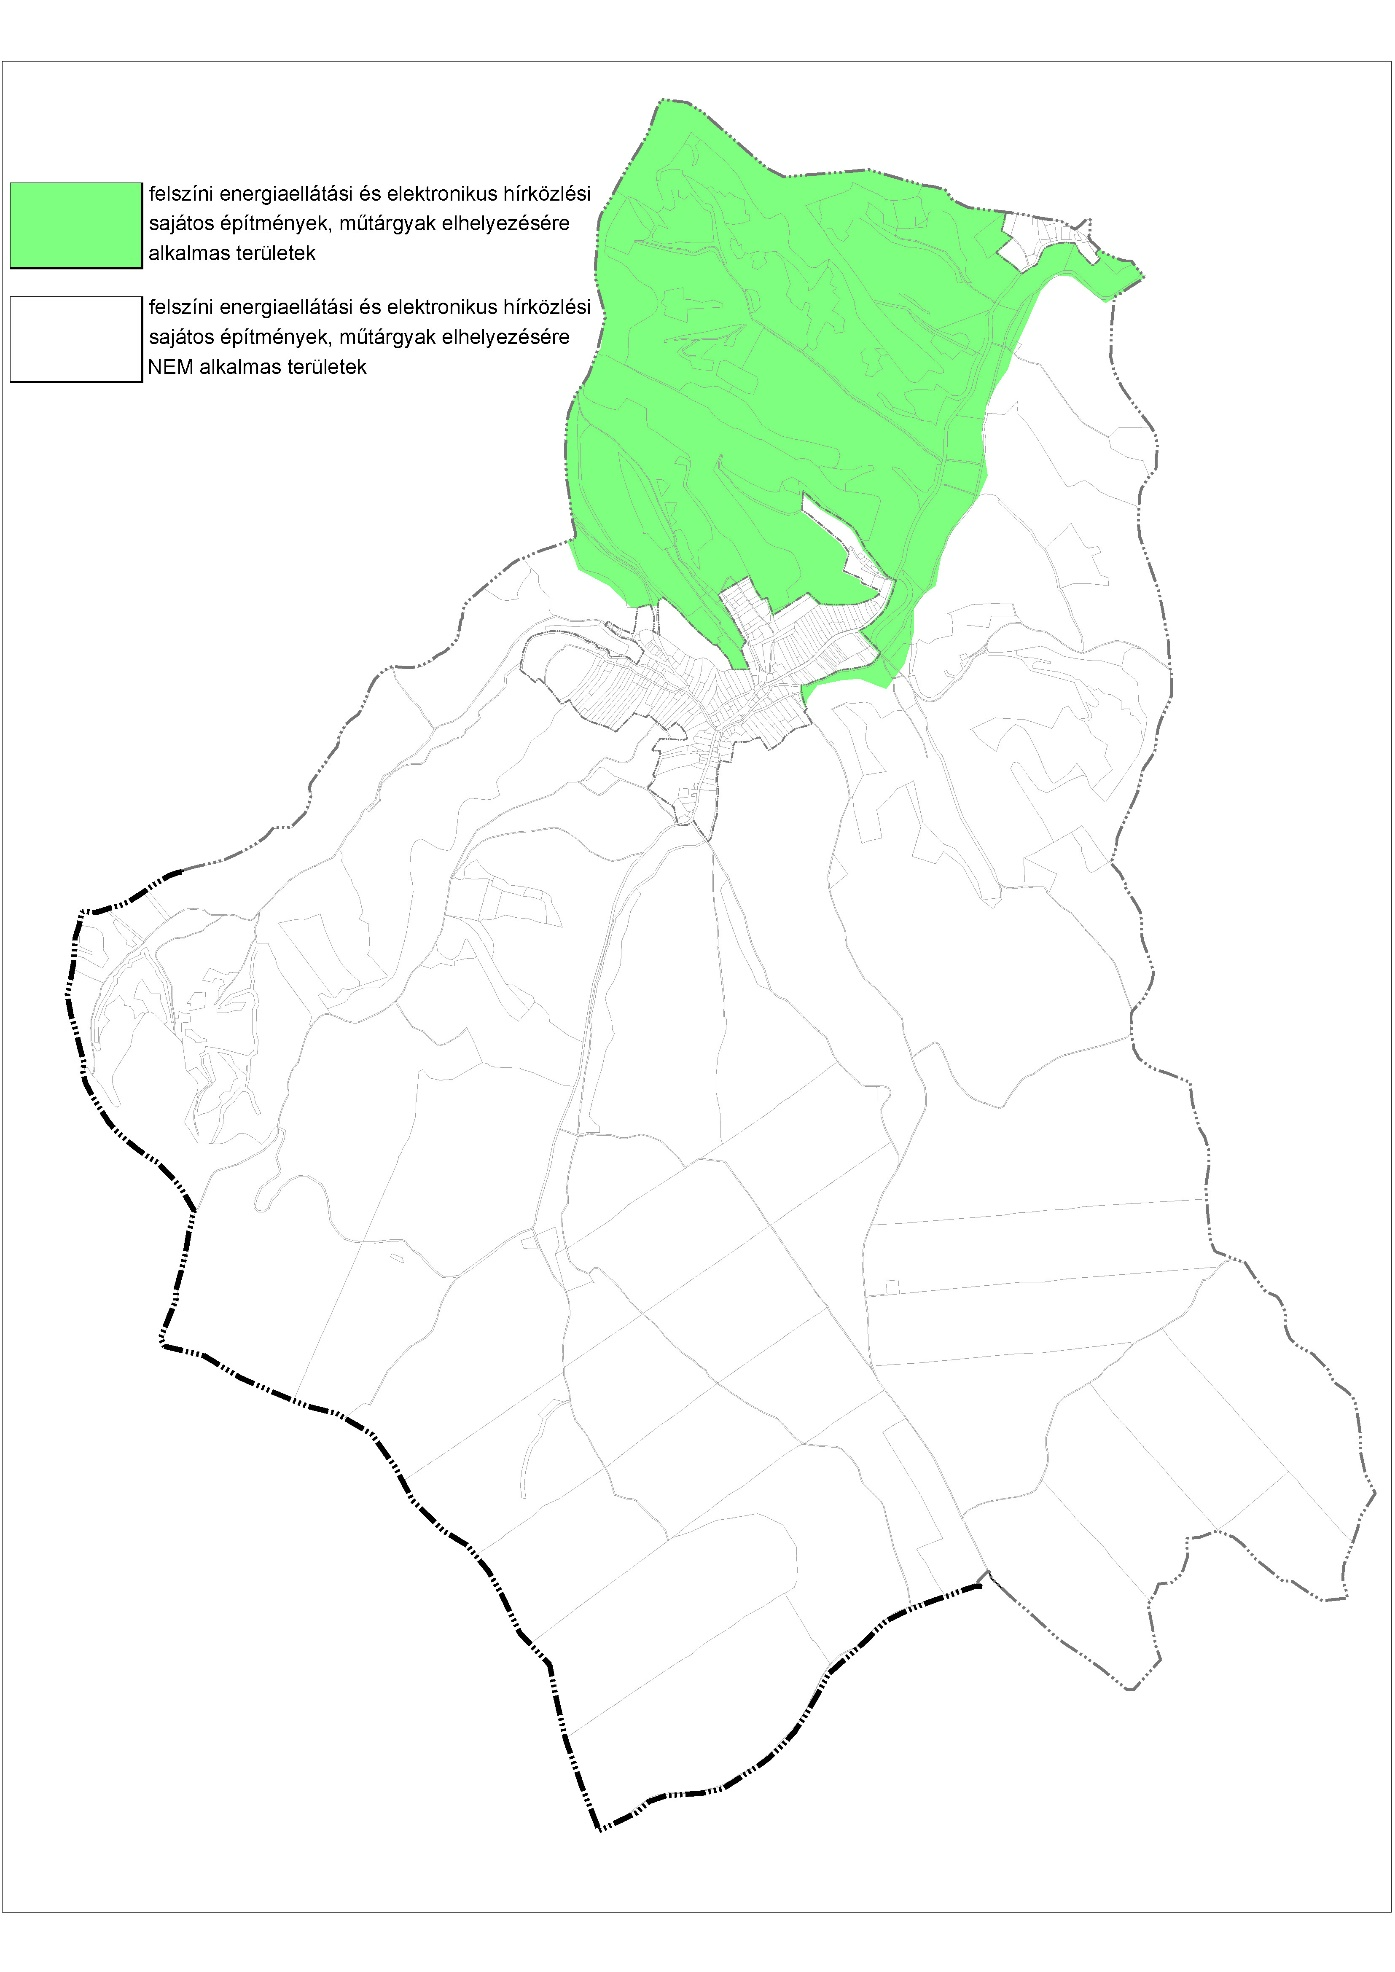 felszíni energiaellátási és elektronikus hírközlési
sajátos építmények, műtárgyak elhelyezésére
alkalmas területek
felszíni energiaellátási és elektronikus hírközlési
sajátos építmények, műtárgyak elhelyezésére
NEM alkalmas területek